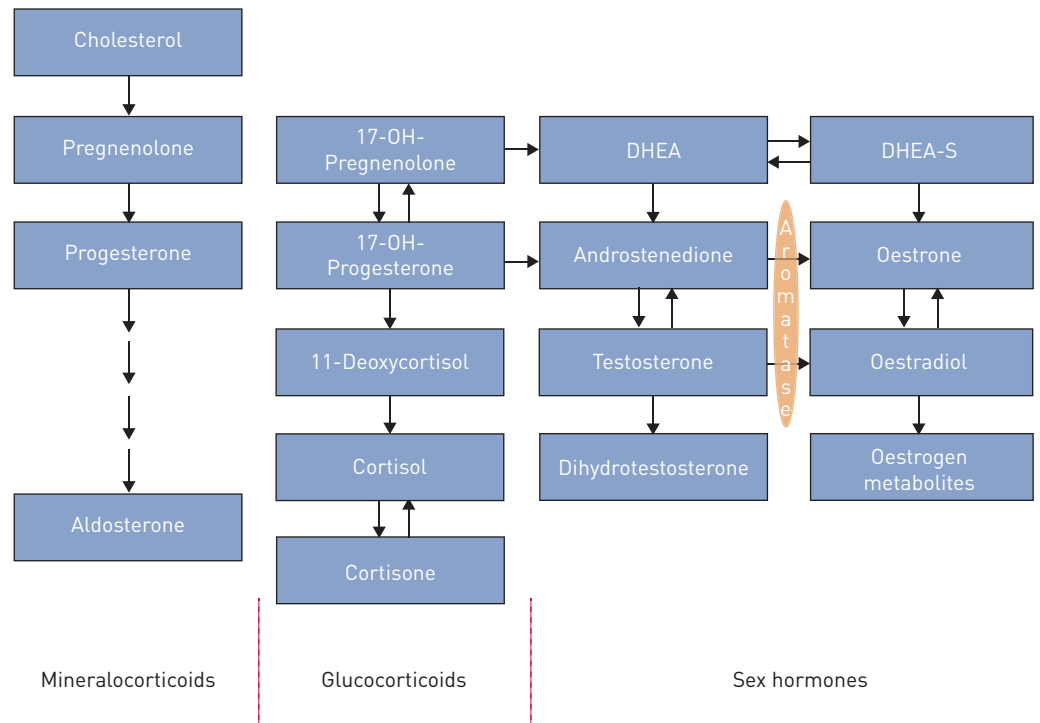 Cholesterol
Pregnenolone
17-OH-
Pregnenolone
DHEA
DHEA-S
Progesterone
17-OH-
Progesterone
Androstenedione
Aromatase
Oestrone
11-Deoxycortisol
Testosterone
Oestradiol
Cortisol
Dihydrotestosterone
Oestrogen
metabolites
Aldosterone
Cortisone
Mineralocorticoids
Glucocorticoids
Sex hormones